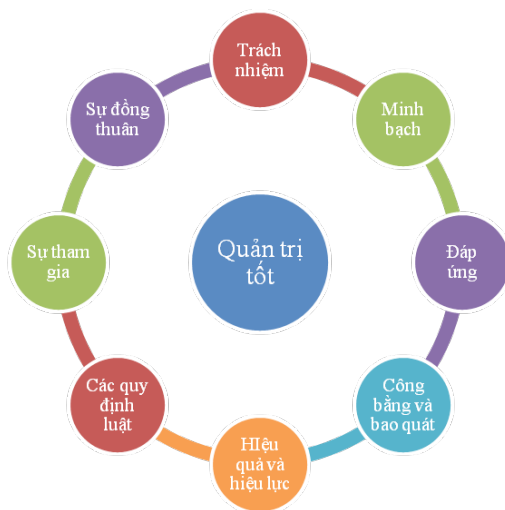 Trách
nhiệm
Minh
bạch
Đáp
ứng
Công
bằng và
bao quát
HIệu
quả và
hiệu lực
Các quy
định
luật
Sự tham
gia
Sự đồng
thuân
Quản trị
tốt